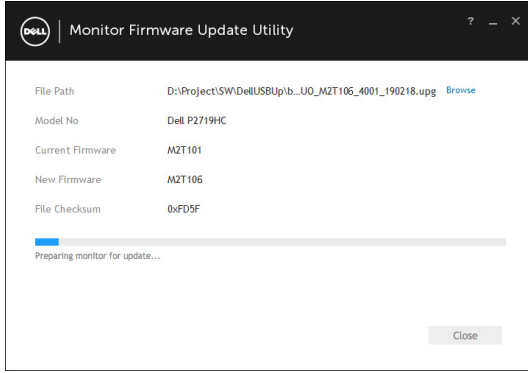 DELL Monitor Firmware Update Utility ?
File Path D:\Project\SW\DellUSBUp\b...UO_M2T106_4001_190218.upg Browse
Model No Dell P2719HC
Current Firmware M2T101
New Firmware M2T106
File Checksum 0xFD5F
Preparing monitor for update...
Close